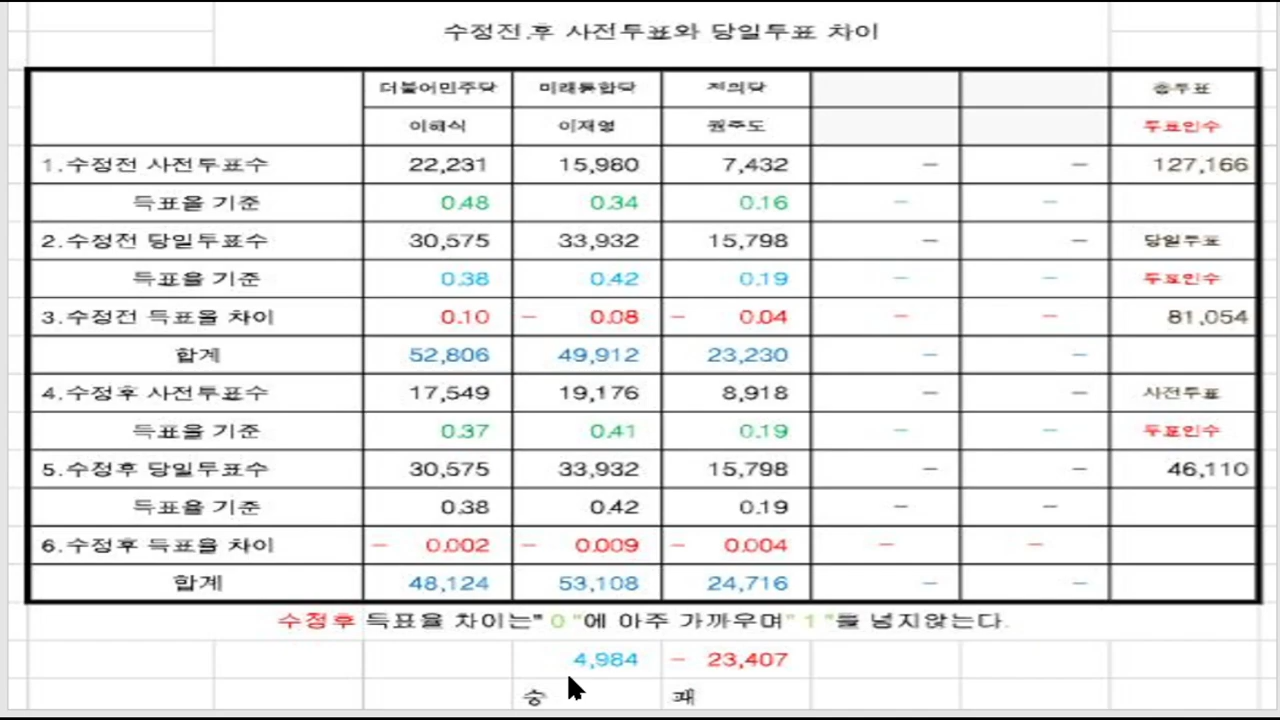 수정전.후 사전투표와 당일투표 차이
더불어민주당 미래통합당 총투표
이해식 이재영 권주도 투표인수
1.수정전 사전투표수 22,231 15,980 7,432 - - 127,166
득표율 기준 0.48 0.34 0.16 - -
2.수정전 당일투표수 30,575 33,932 15,798 - - 당일투표
득표율 기준 0.38 0.42 0.19 - - 투표인수
3.수정전 득표율 차이 0.10 - 0.08 - 0.04 - - 81,054
합계 52,806 49,912 23,230 - -
4.수정후 사전투표수 17,549 19,176 8,918 - - 사전투표
득표율 기준 0.37 0.41 0.19 - - 투표인수
5.수정후 당일투표수 30,575 33,932 15,798 - - 46,110
득표율 기준 0.38 0.42 0.19 - -
6.수정후 득표율 차이 - 0.002 - 0.009 - 0.004 - -
합계 48,124 53,108 24,716 - -
수정후 득표율 차이는" 0 "에 아주 가까우며" 1 "를 넘지않는다.
4,984 - 23,407
승 패